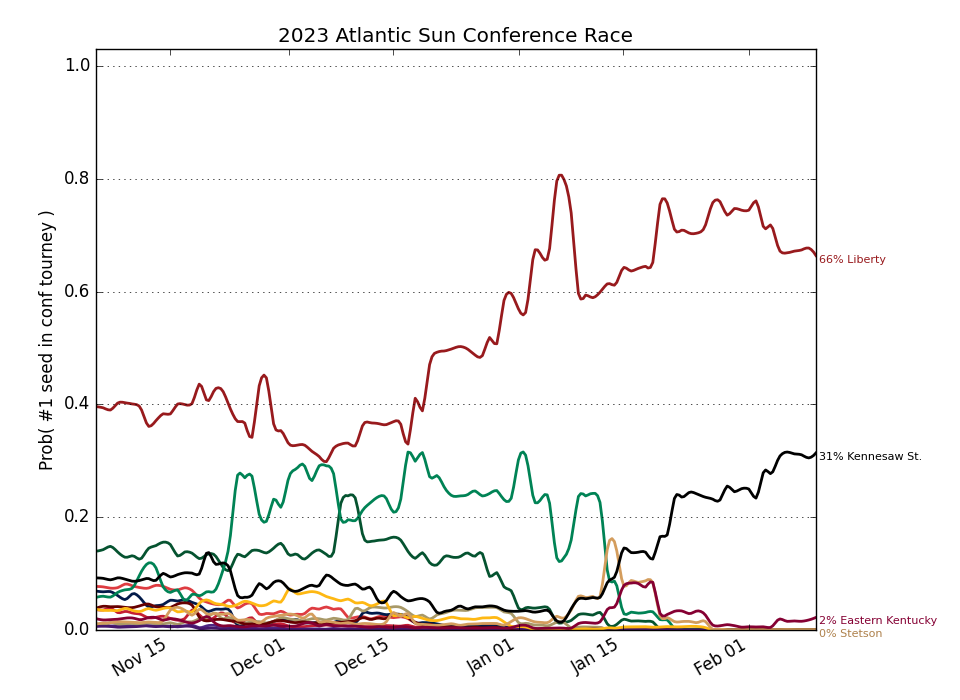 2023 Atlantic Sun Conference Race
Prob( #1 seed in conf tourney )
1.0
0.8
0.6
0.4
0.2
0.0
66% Liberty
31% Kennesaw St.
2% Eastern Kentucky
0% Stetson
Nov 15
Dec 01
Dec 15
Jan 01
Jan 15
Feb 01